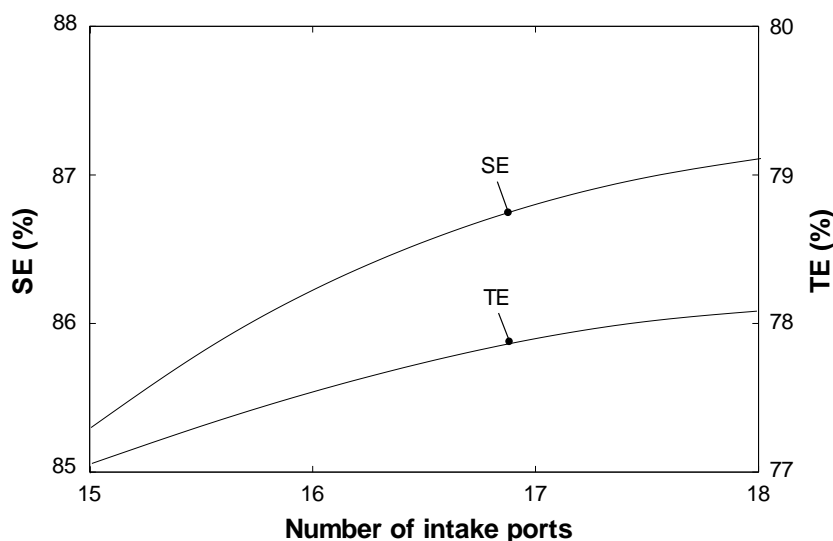 88
80
87
SE
79
SE (%)
TE (%)
TE
86
78
85
77
15
16
17
18
Number of intake ports